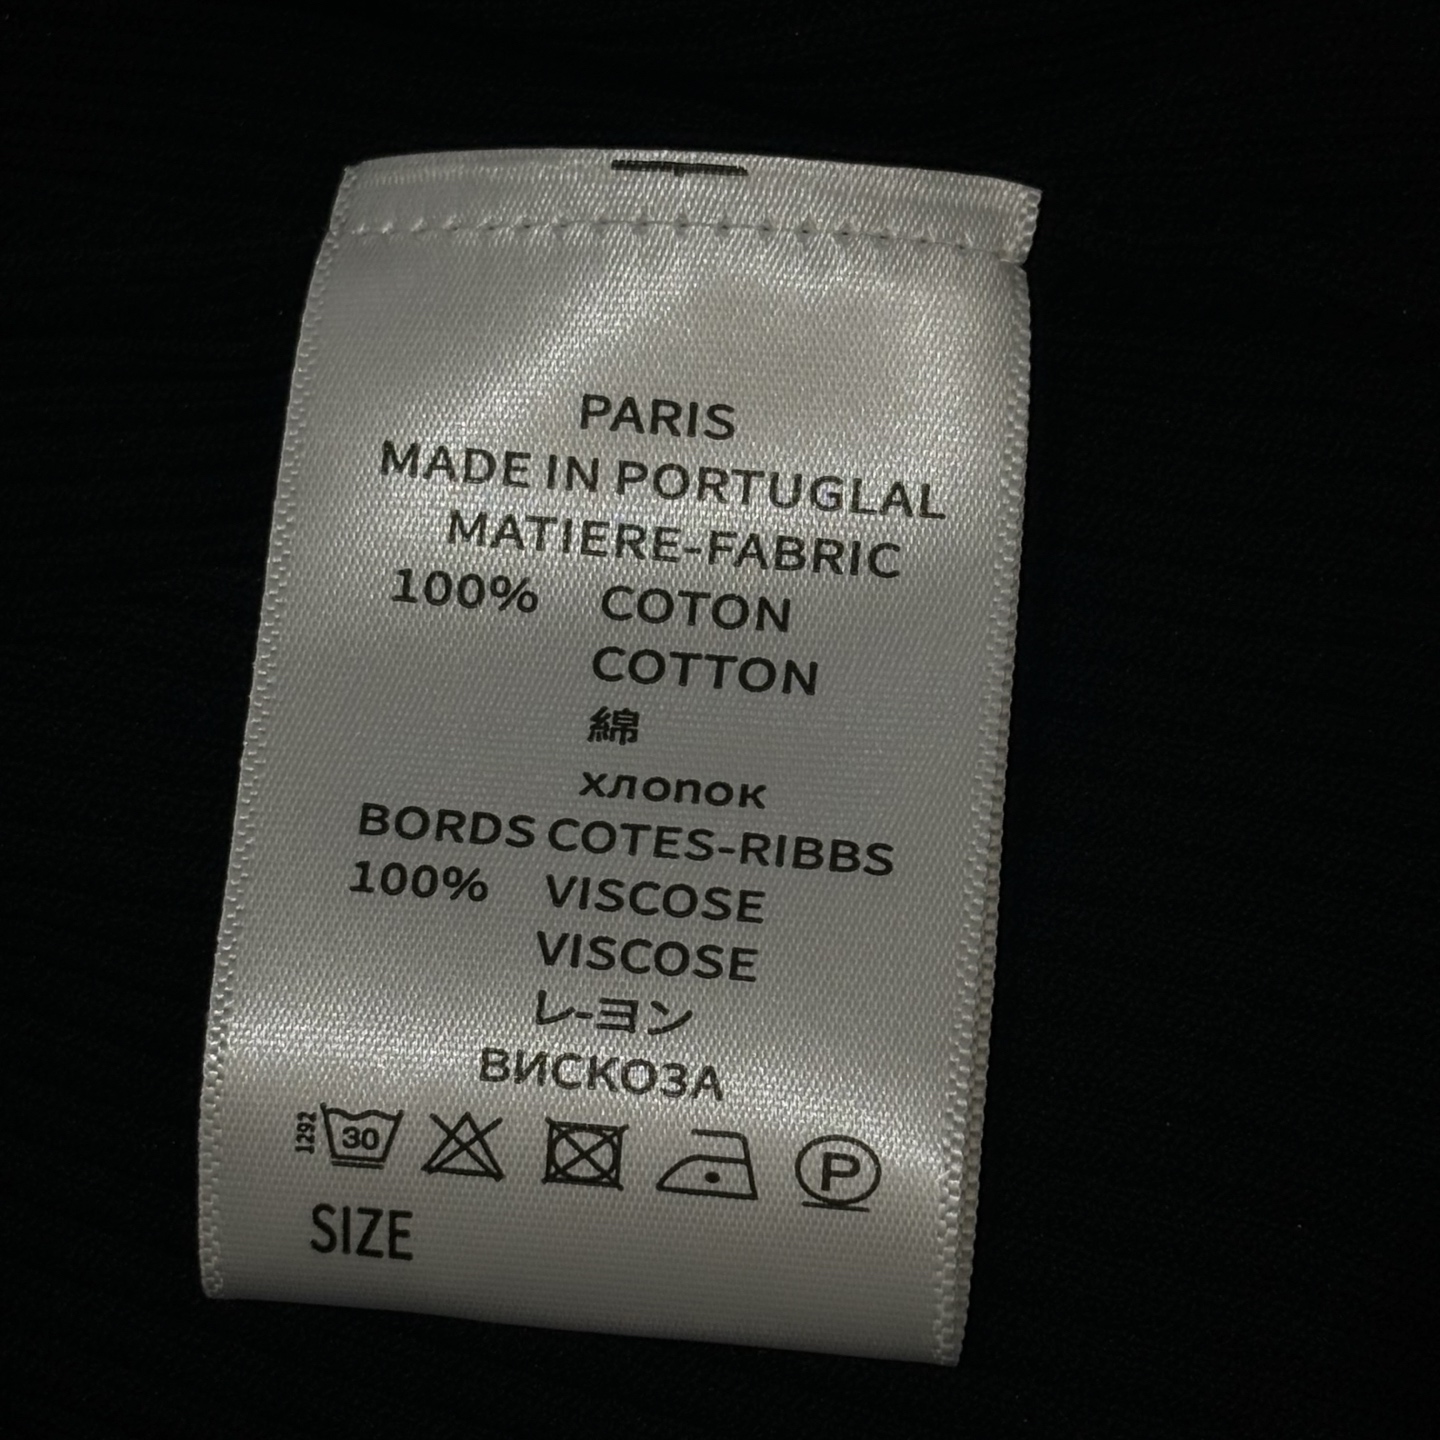 PARIS
MADE IN PORTUGLAL
MATIERE-FABRIC
100% COTON
COTTON
綿
хлопок
BORDS COTES-RIBBS
100% VISCOSE
VISCOSE
レ-ヨン
ВИСКОЗА
1292 30 P
SIZE